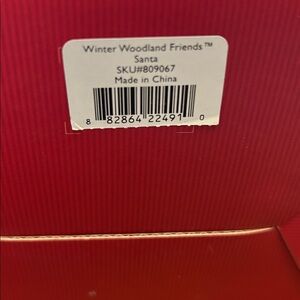 Winter Woodland Friends™
Santa
SKU#809067
Made in China
8 82864 22491 0